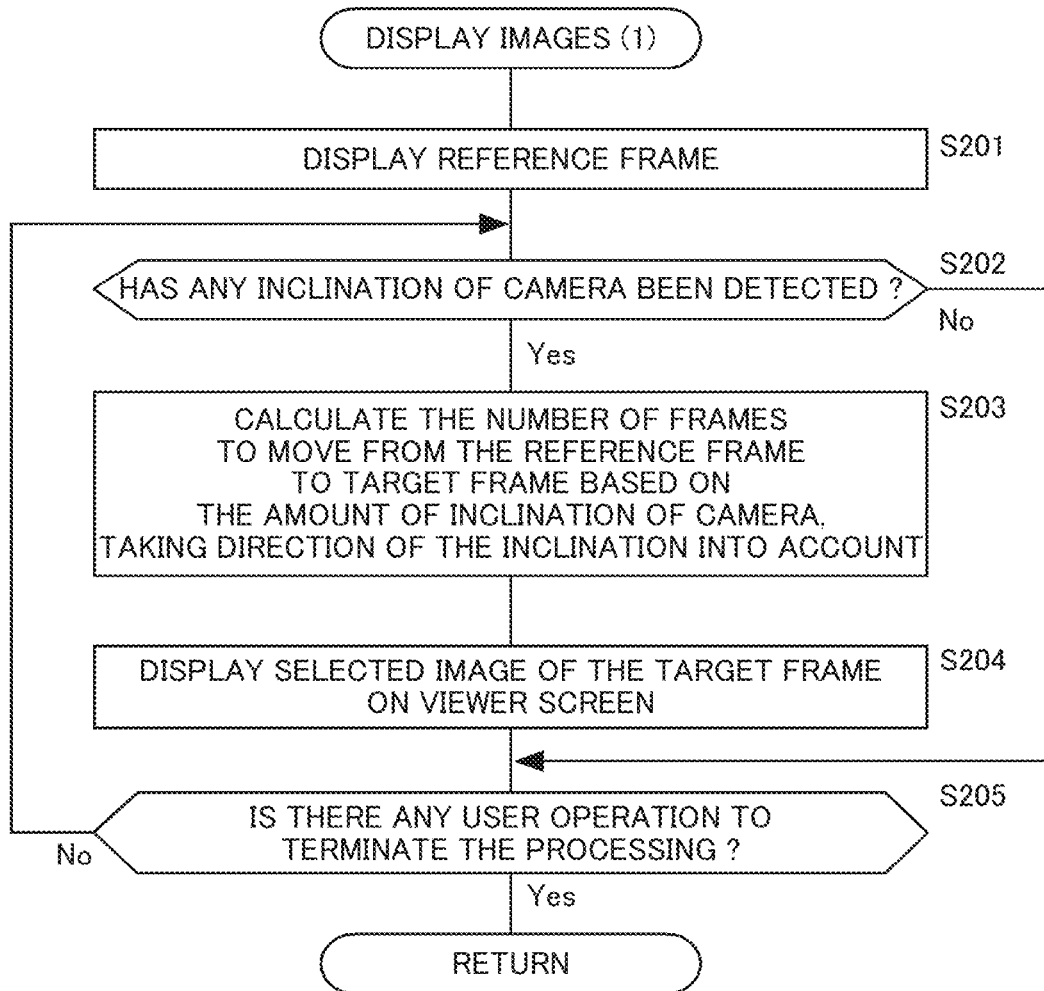 DISPLAY IMAGES (1)
DISPLAY REFERENCE FRAME
S201
HAS ANY INCLINATION OF CAMERA BEEN DETECTED ?
S202
No
Yes
CALCULATE THE NUMBER OF FRAMES
TO MOVE FROM THE REFERENCE FRAME
TO TARGET FRAME BASED ON
THE AMOUNT OF INCLINATION OF CAMERA,
TAKING DIRECTION OF THE INCLINATION INTO ACCOUNT
S203
DISPLAY SELECTED IMAGE OF THE TARGET FRAME
ON VIEWER SCREEN
S204
IS THERE ANY USER OPERATION TO
TERMINATE THE PROCESSING ?
S205
No
Yes
RETURN